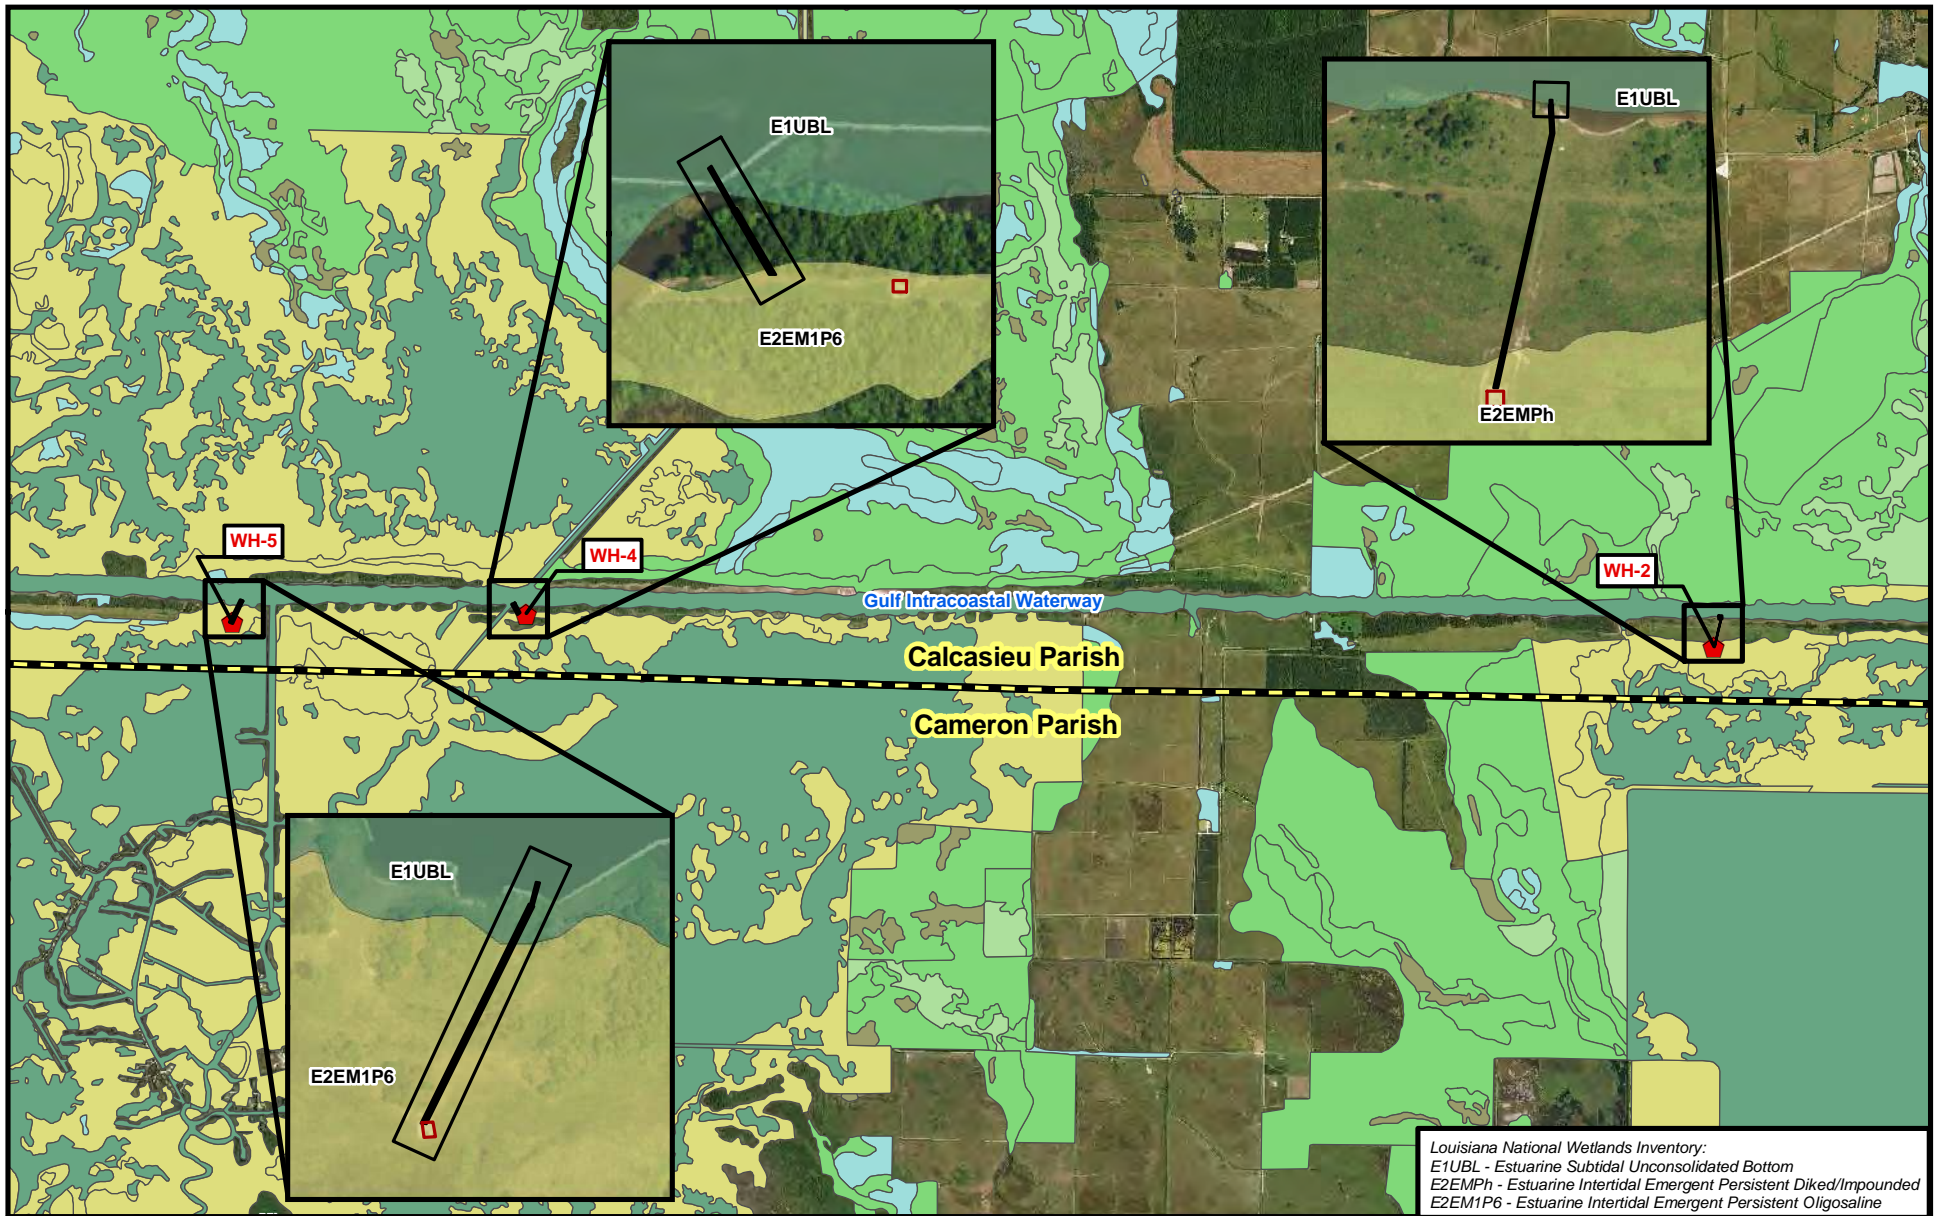 E1UBL
E2EM1P6
E1UBL
E2EMPh
WH-5
WH-4
WH-2
Gulf Intracoastal Waterway
Calcasieu Parish
Cameron Parish
E1UBL
E2EM1P6
Louisiana National Wetlands Inventory:
E1UBL - Estuarine Subtidal Unconsolidated Bottom
E2EMPh - Estuarine Intertidal Emergent Persistent Diked/Impounded
E2EM1P6 - Estuarine Intertidal Emergent Persistent Oligosaline